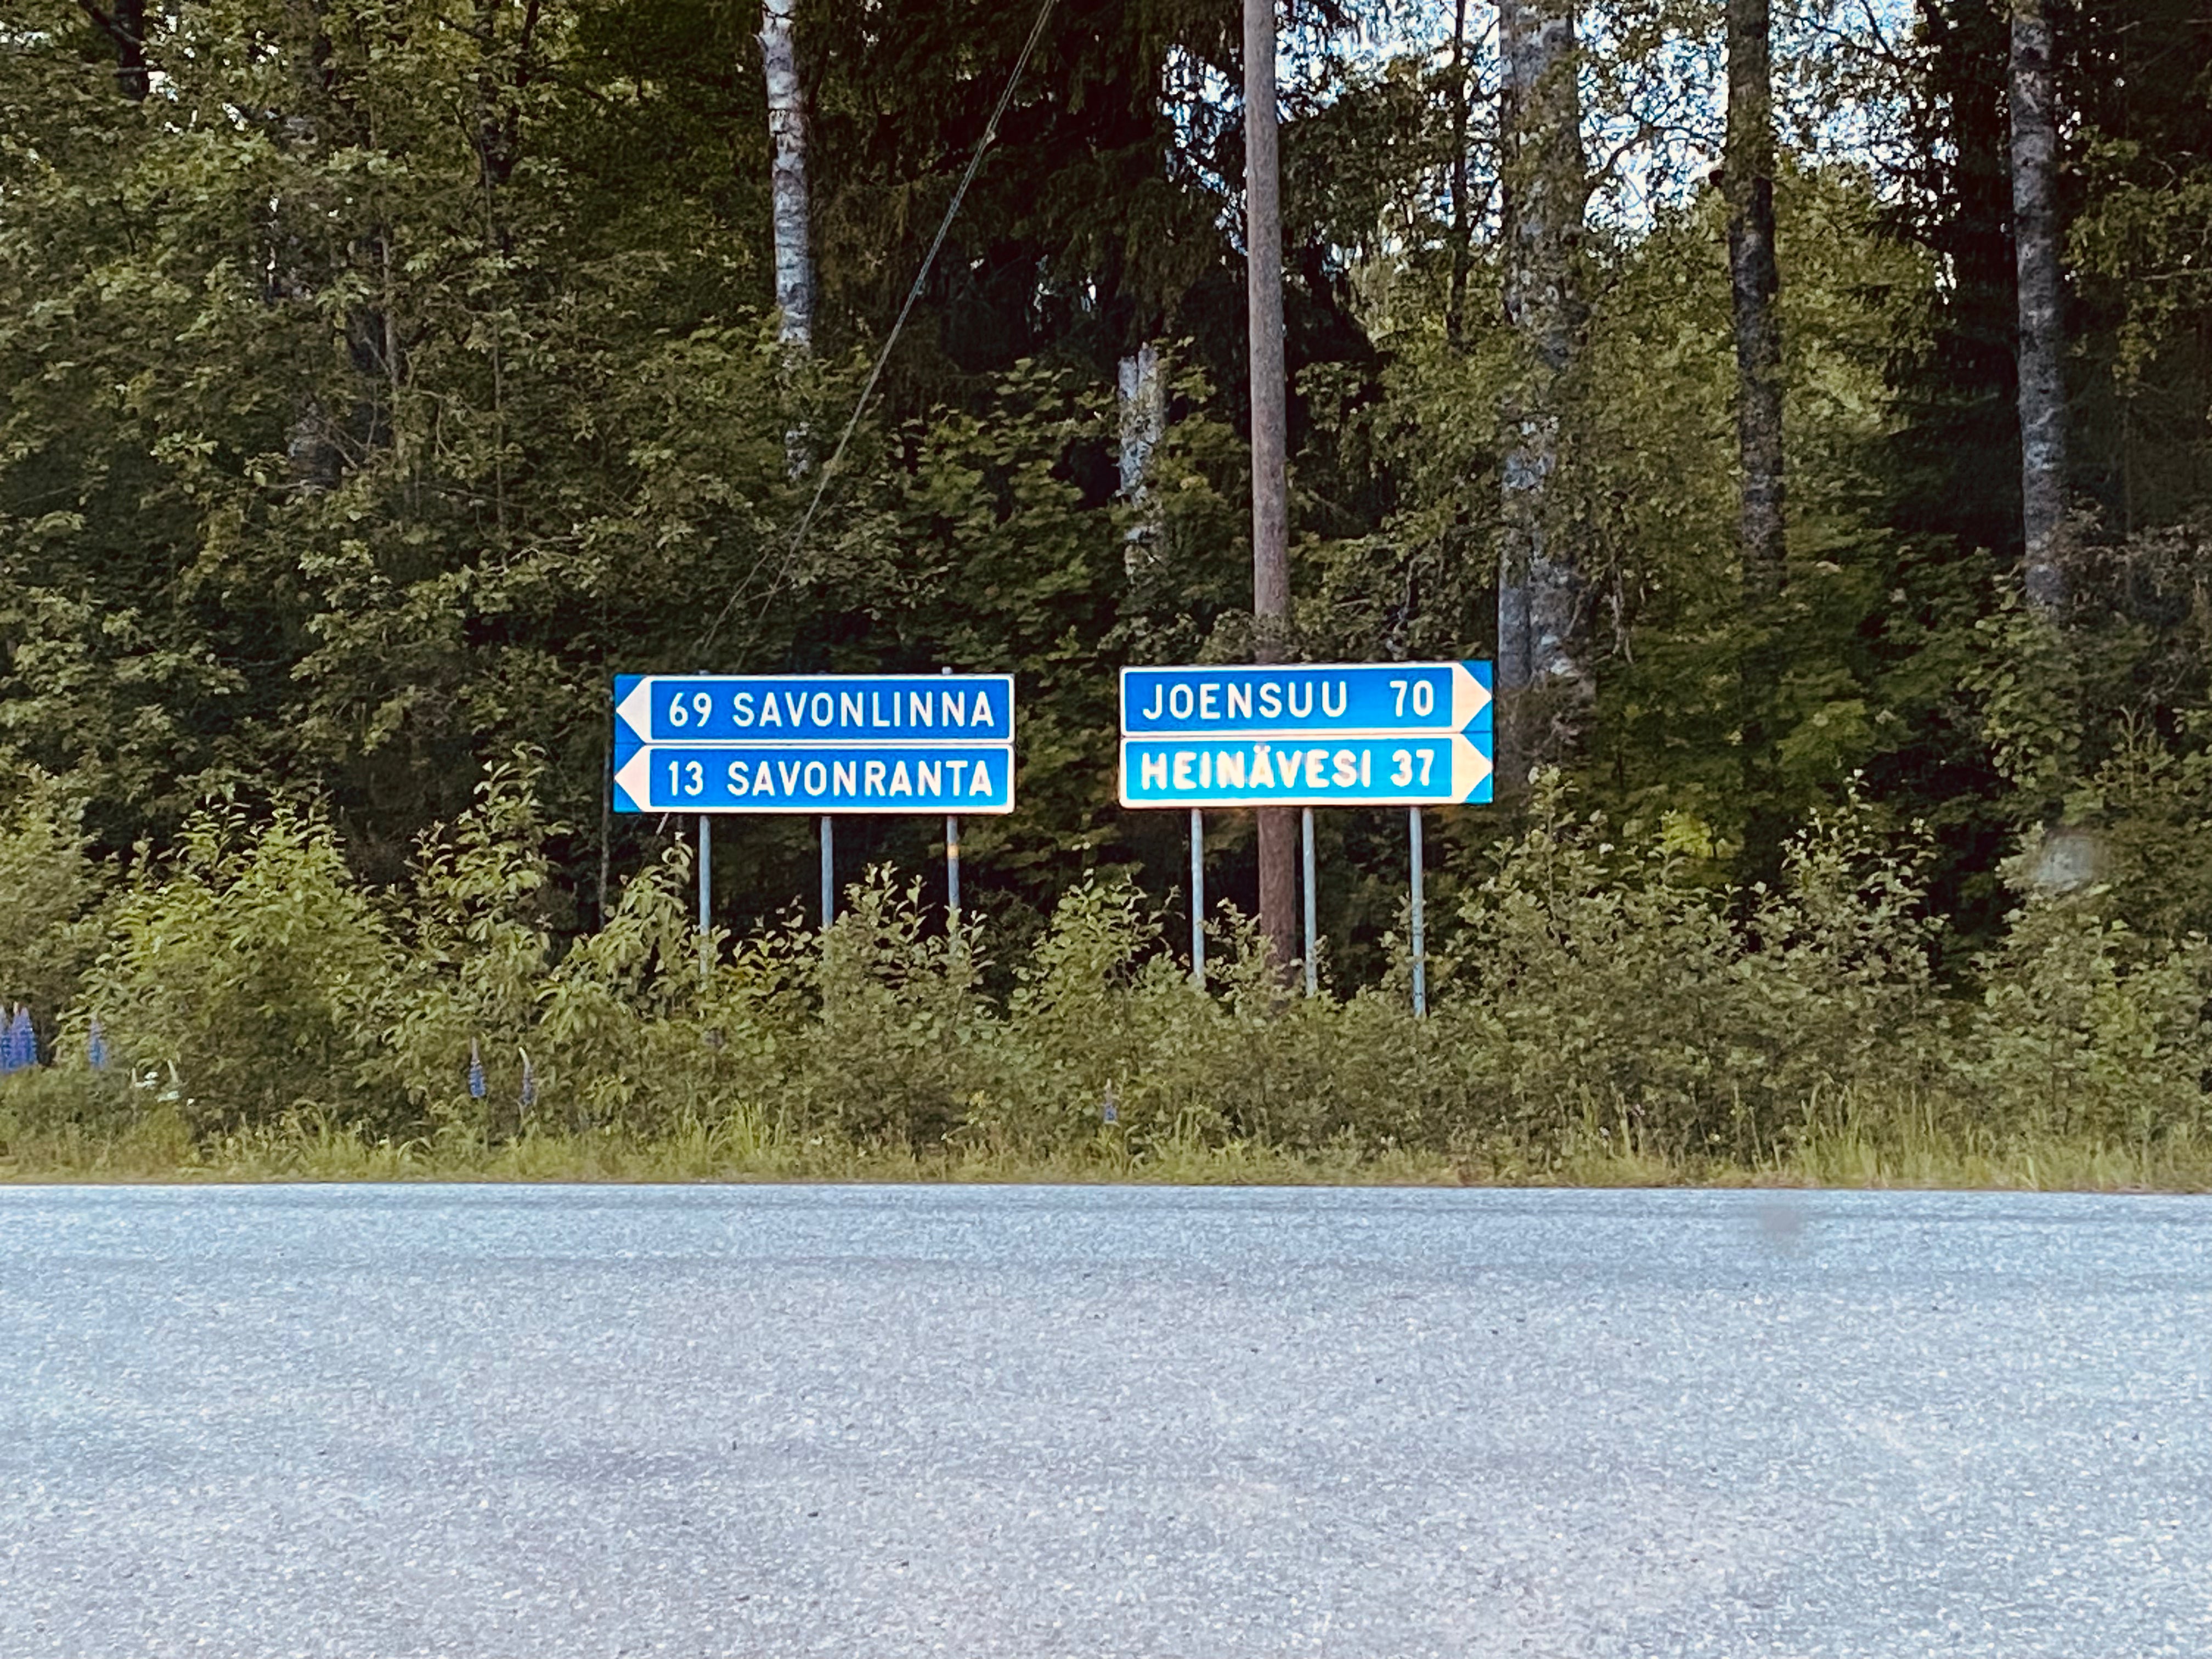 69 SAVONLINNA
13 SAVONRANTA
JOENSUU 70
HEINÄVESI 37